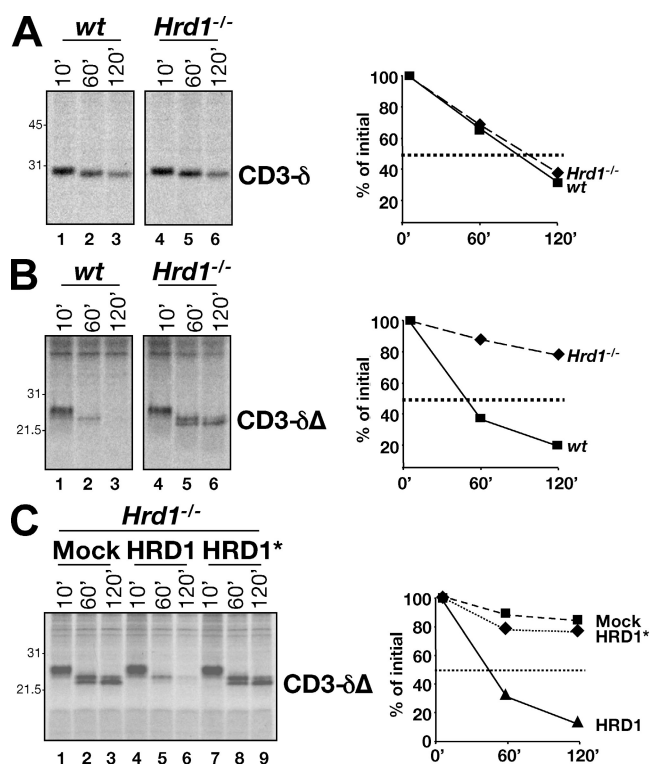 A
wt Hrd1-/-
10' 60' 120' 10' 60' 120'
45-
31-
CD3-δ
1 2 3 4 5 6
% of initial
100
80
60
40
20
Hrd1-/-
wt
0' 60' 120'
B
wt Hrd1-/-
10' 60' 120' 10' 60' 120'
31-
21.5-
CD3-δΔ
1 2 3 4 5 6
% of initial
100
80
60
40
20
Hrd1-/-
wt
0' 60' 120'
C
Hrd1-/-
Mock HRD1 HRD1*
10' 60' 120' 10' 60' 120' 10' 60' 120'
31-
21.5-
CD3-δΔ
1 2 3 4 5 6 7 8 9
% of initial
100
80
60
40
20
0
Mock
HRD1*
HRD1
0' 60' 120'